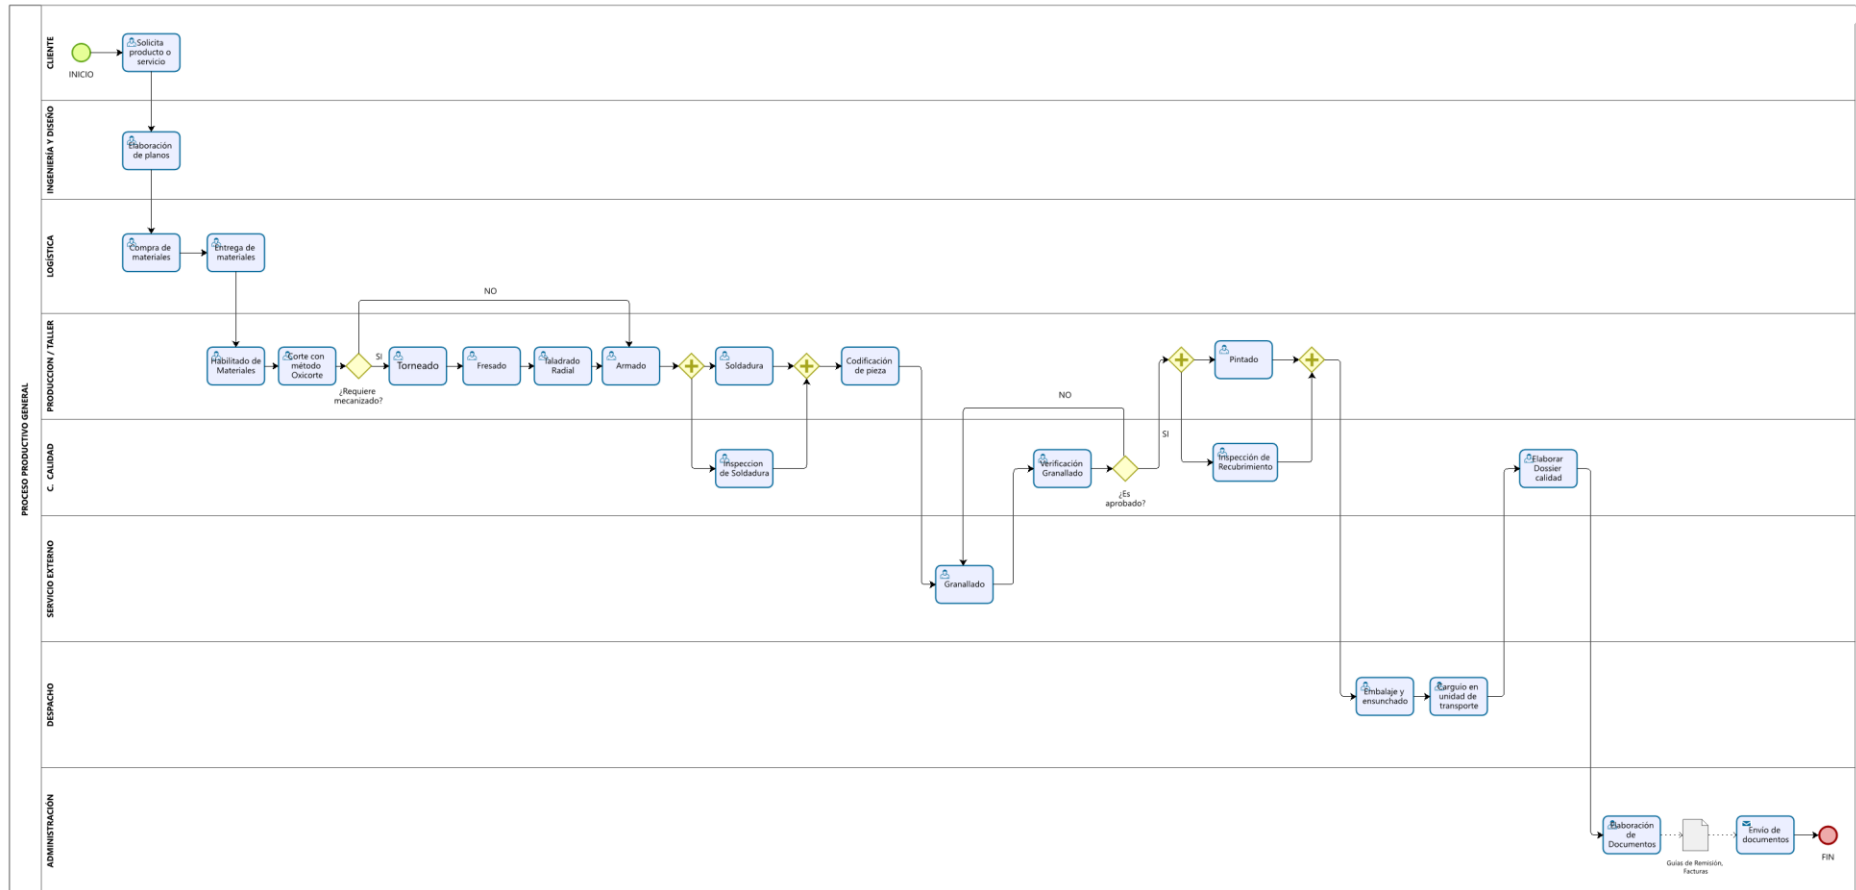 PROCESO PRODUCTIVO GENERAL
CLIENTE
INICIO
Solicita
producto o
servicio
INGENIERÍA Y DISEÑO
Elaboración
de planos
LOGÍSTICA
Compra de
materiales
Entrega de
materiales
NO
PRODUCCION / TALLER
Habilitado de
Materiales
Corte con
método
Oxicorte
¿Requiere
mecanizado?
SI
Torneado
Fresado
Taladrado
Radial
Armado
Soldadura
Codificación
de pieza
Pintado
C. CALIDAD
Inspeccion
de Soldadura
NO
Verificación
Granallado
¿Es
aprobado?
SI
Inspección de
Recubrimiento
Elaborar
Dossier
calidad
SERVICIO EXTERNO
Granallado
DESPACHO
Embalaje y
ensunchado
Carguio en
unidad de
transporte
ADMINISTRACIÓN
Elaboración
de
Documentos
Guias de Remisión,
Facturas
Envío de
documentos
FIN